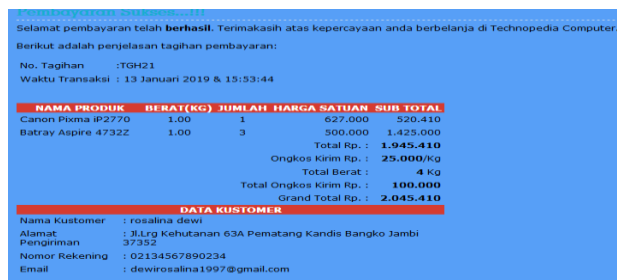 Pembayaran Sukses...!!!
Selamat pembayaran telah berhasil. Terimakasih atas kepercayaan anda berbelanja di Technopedia Computer.
Berikut adalah penjelasan tagihan pembayaran:
No. Tagihan :TGH21
Waktu Transaksi : 13 Januari 2019 & 15:53:44
NAMA PRODUK BERAT(KG) JUMLAH HARGA SATUAN SUB TOTAL
Canon Pixma iP2770 1.00 1 627.000 520.410
Batray Aspire 4732Z 1.00 3 500.000 1.425.000
Total Rp. : 1.945.410
Ongkos Kirim Rp. : 25.000/Kg
Total Berat : 4 Kg
Total Ongkos Kirim Rp. : 100.000
Grand Total Rp. : 2.045.410
DATA KUSTOMER
Nama Kustomer : rosalina dewi
Alamat Pengiriman : Jl.Lrg Kehutanan 63A Pematang Kandis Bangko Jambi
37352
Nomor Rekening : 02134567890234
Email : dewirosalina1997@gmail.com